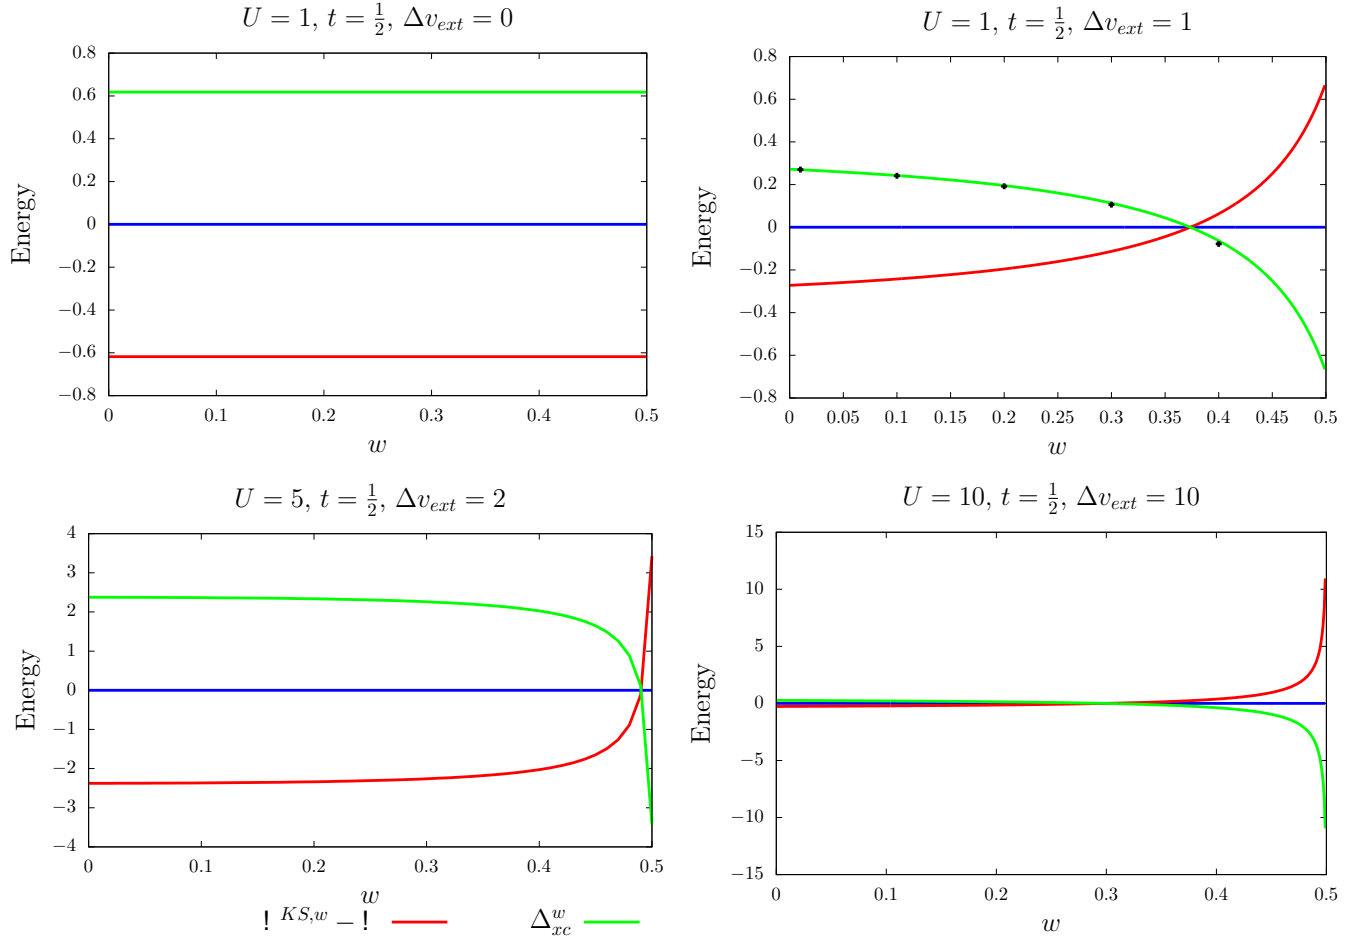 U = 1, t = 1/2, Δv_ext = 0
0.8
0.6
0.4
0.2
0
−0.2
−0.4
−0.6
−0.8
Energy
0 0.1 0.2 0.3 0.4 0.5
w
U = 1, t = 1/2, Δv_ext = 1
0.8
0.6
0.4
0.2
0
−0.2
−0.4
−0.6
−0.8
Energy
0 0.05 0.1 0.15 0.2 0.25 0.3 0.35 0.4 0.45 0.5
w
U = 5, t = 1/2, Δv_ext = 2
4
3
2
1
0
−1
−2
−3
−4
Energy
0 0.1 0.2 0.3 0.4 0.5
w
U = 10, t = 1/2, Δv_ext = 10
15
10
5
0
−5
−10
−15
Energy
0 0.1 0.2 0.3 0.4 0.5
w
! ^{KS,w} − ! Δ^w_{xc}